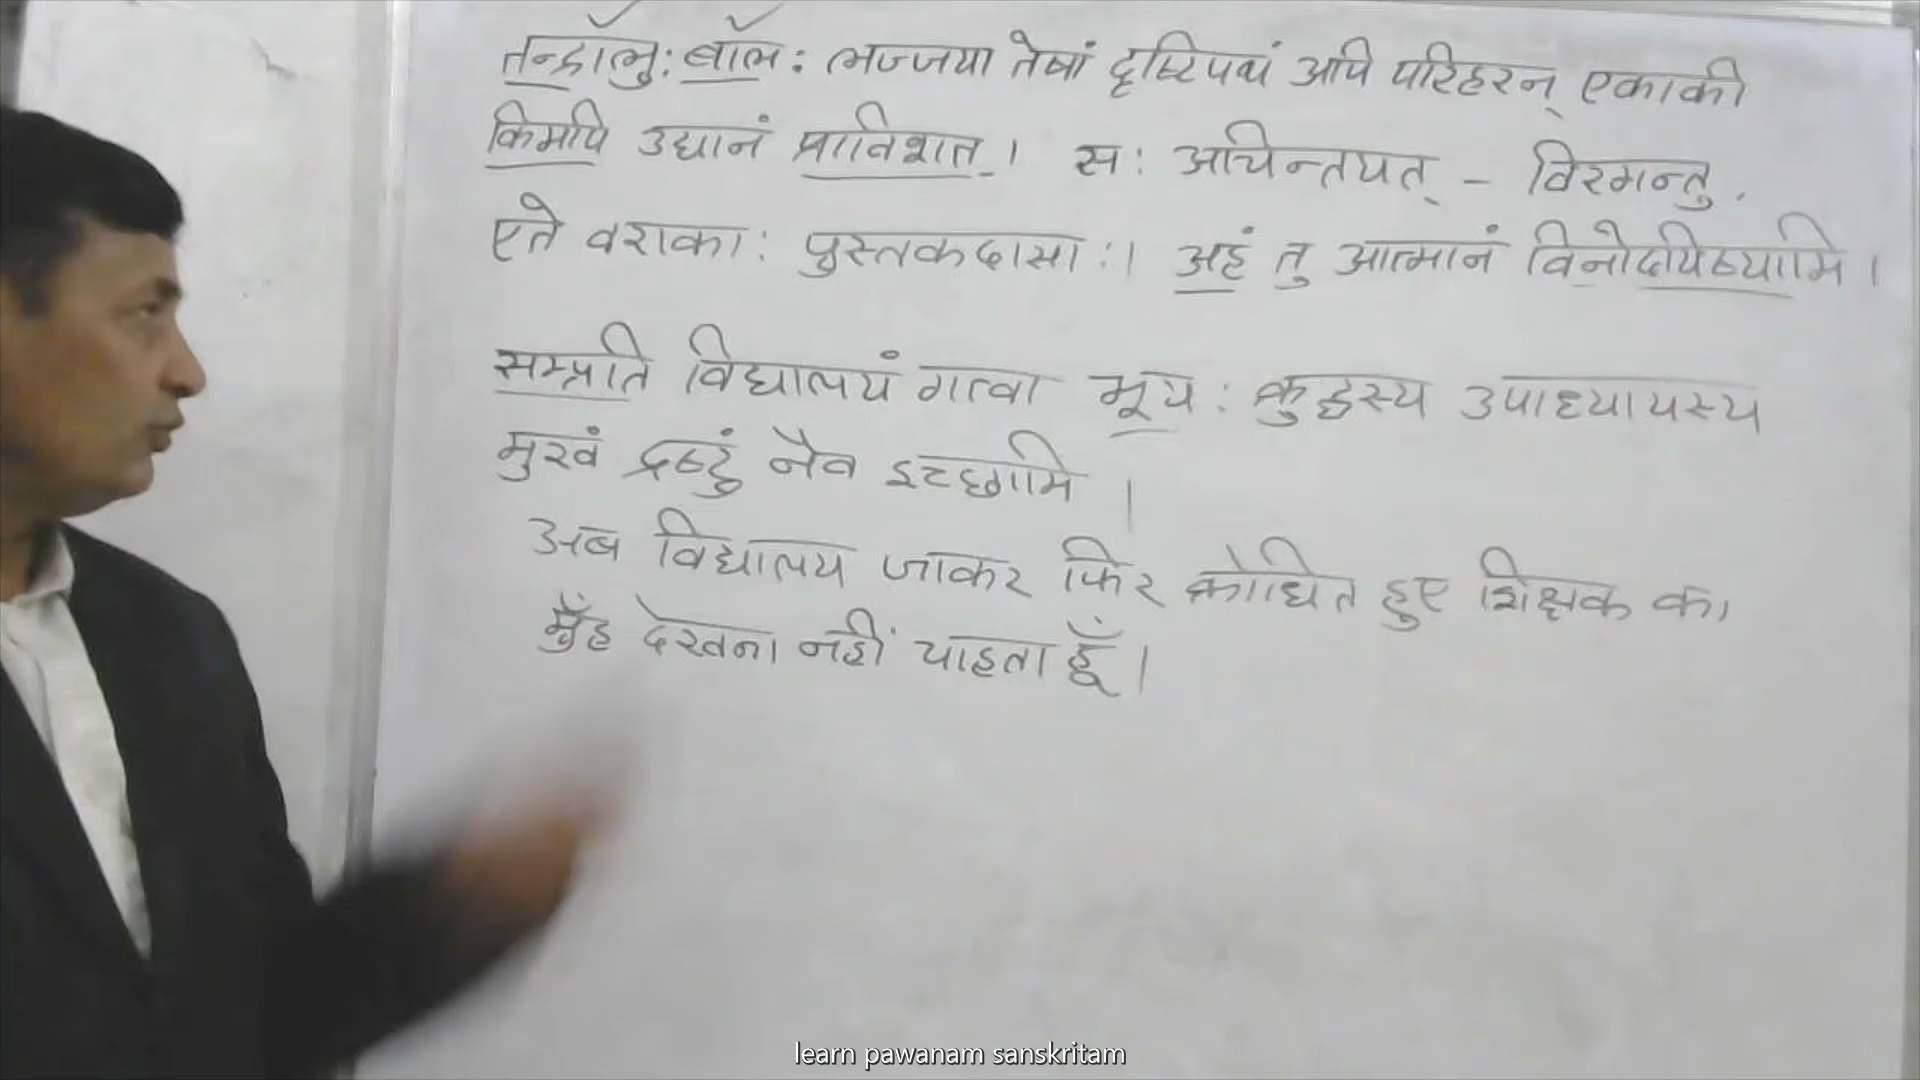 तन्द्रालुः बालः लज्जया तेषां दृष्टिपथं अपि परिहरन् एकाकी
किमपि उद्यानं प्राविशत् । सः अचिन्तयत् – विरमन्तु
एते वराकाः पुस्तकदासाः । अहं तु आत्मानं विनोदयिष्यामि ।
सम्प्रति विद्यालयं गत्वा भूयः क्रुद्धस्य उपाध्यायस्य
मुखं द्रष्टुं नैव इच्छामि ।
अब विद्यालय जाकर फिर क्रोधित हुए शिक्षक का
मुँह देखना नहीं चाहता हूँ ।
learn pawanam sanskritam